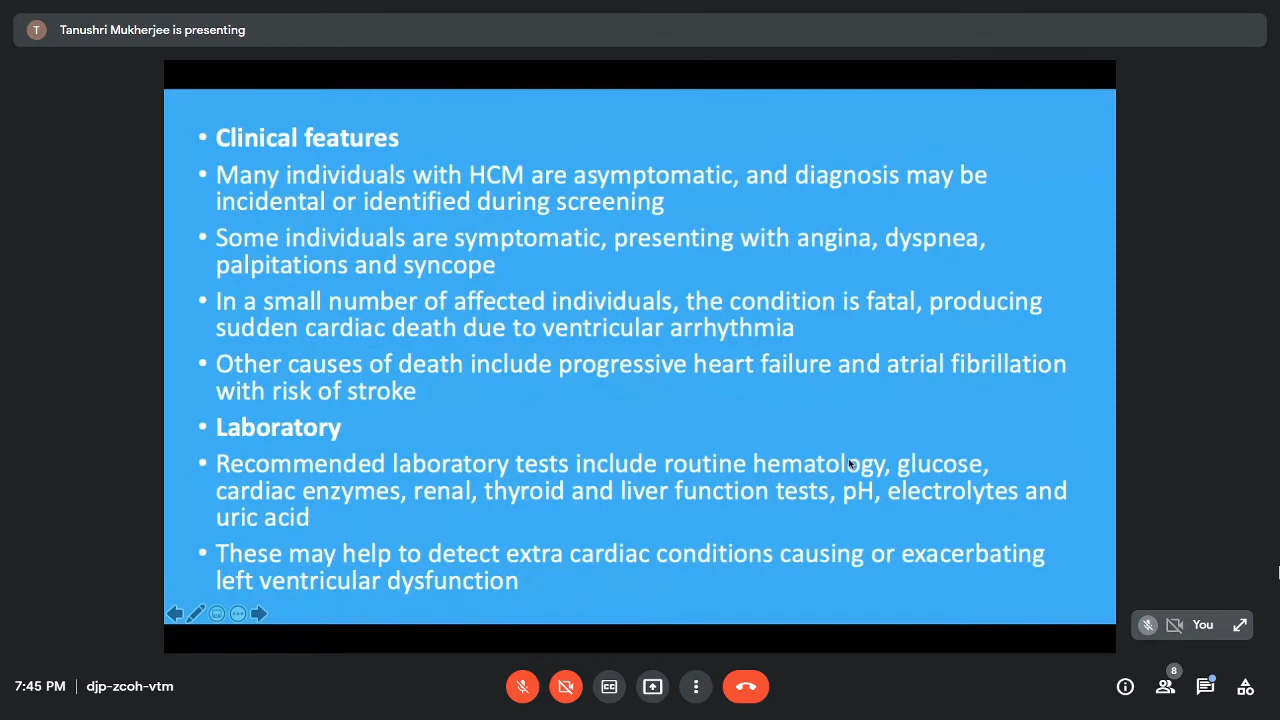 T
Tanushri Mukherjee is presenting
• Clinical features
• Many individuals with HCM are asymptomatic, and diagnosis may be
incidental or identified during screening
• Some individuals are symptomatic, presenting with angina, dyspnea,
palpitations and syncope
• In a small number of affected individuals, the condition is fatal, producing
sudden cardiac death due to ventricular arrhythmia
• Other causes of death include progressive heart failure and atrial fibrillation
with risk of stroke
• Laboratory
• Recommended laboratory tests include routine hematology, glucose,
cardiac enzymes, renal, thyroid and liver function tests, pH, electrolytes and
uric acid
• These may help to detect extra cardiac conditions causing or exacerbating
left ventricular dysfunction
You
7:45 PM | djp-zcoh-vtm
CC
8